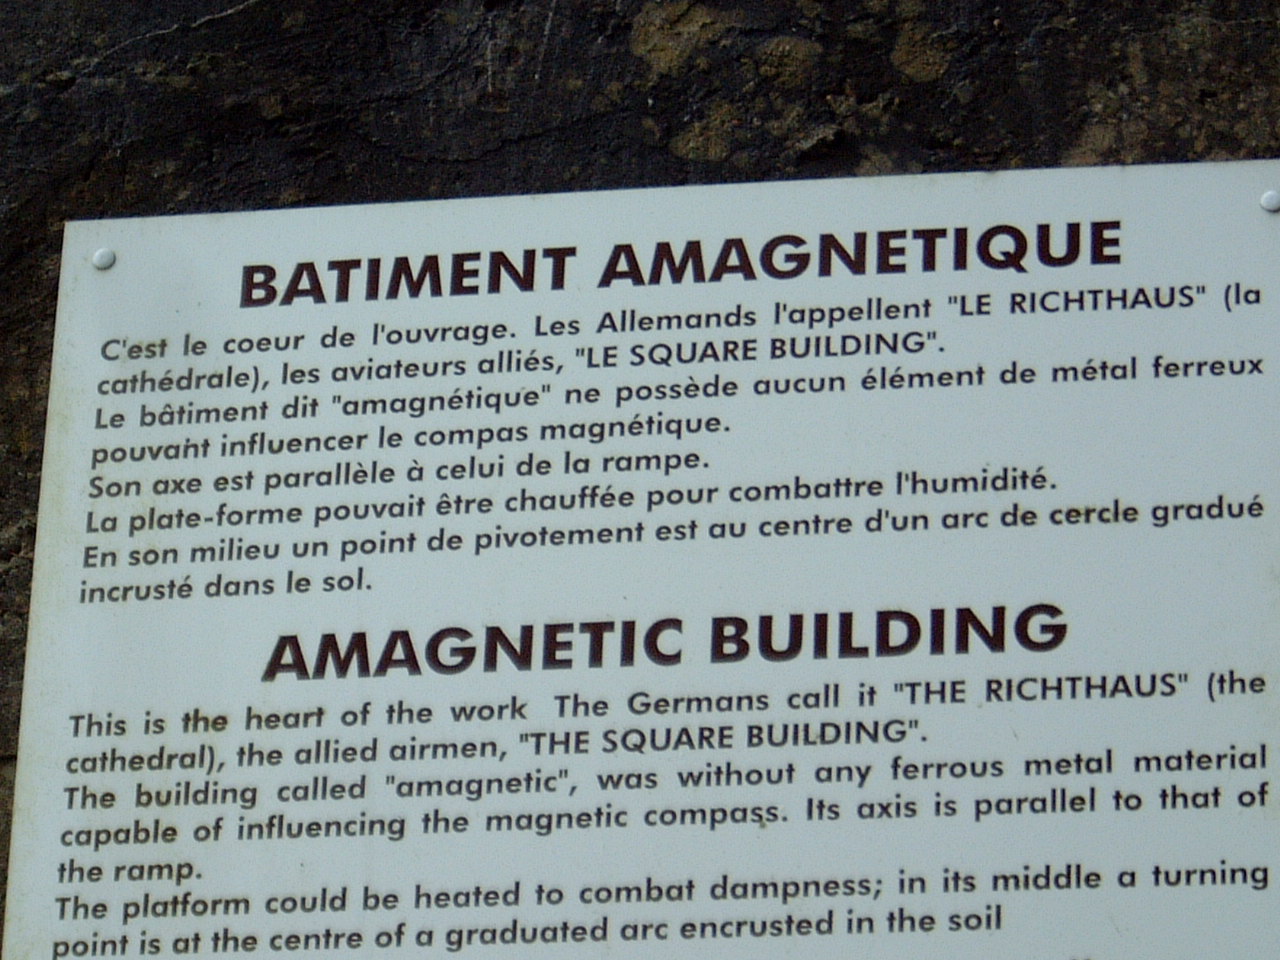 BATIMENT AMAGNETIQUE
C'est le coeur de l'ouvrage. Les Allemands l'appellent "LE RICHTHAUS" (la
cathédrale), les aviateurs alliés, "LE SQUARE BUILDING".
Le bâtiment dit "amagnétique" ne possède aucun élément de métal ferreux
pouvant influencer le compas magnétique.
Son axe est parallèle à celui de la rampe.
La plate-forme pouvait être chauffée pour combattre l'humidité.
En son milieu un point de pivotement est au centre d'un arc de cercle gradué
incrusté dans le sol.
AMAGNETIC BUILDING
This is the heart of the work The Germans call it "THE RICHTHAUS" (the
cathedral), the allied airmen, "THE SQUARE BUILDING".
The building called "amagnetic", was without any ferrous metal material
capable of influencing the magnetic compass. Its axis is parallel to that of
the ramp.
The platform could be heated to combat dampness; in its middle a turning
point is at the centre of a graduated arc encrusted in the soil